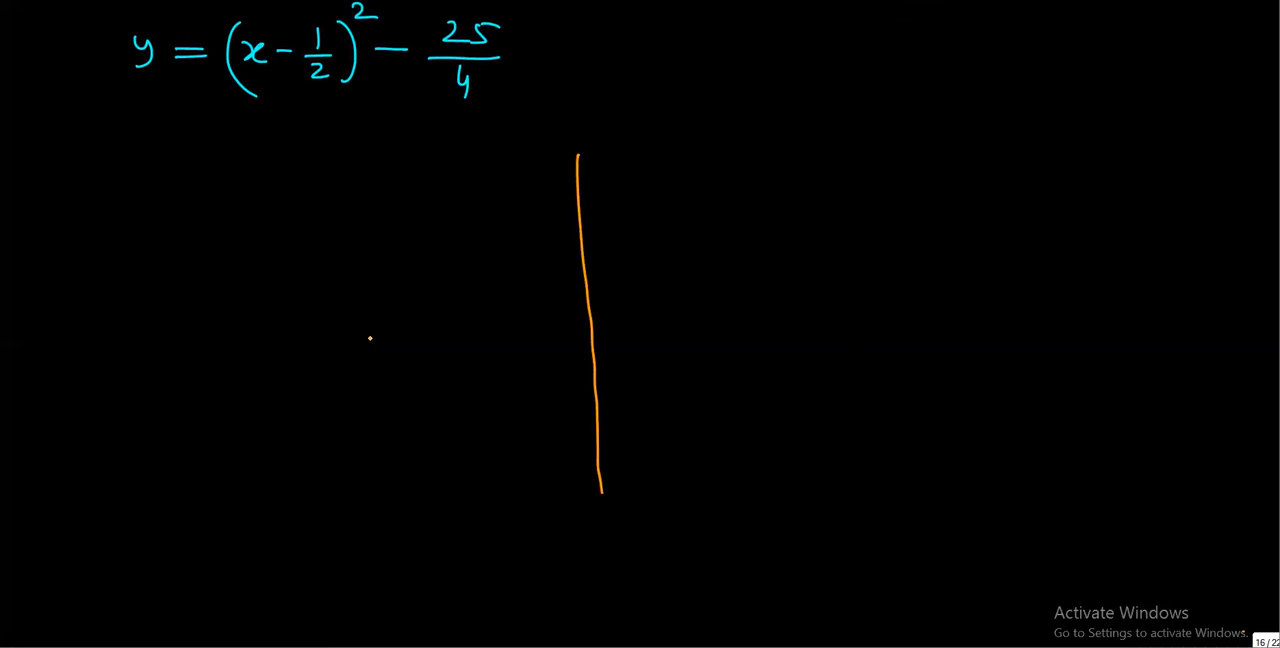 y = (x - 1/2)² - 25/4
Activate Windows
Go to Settings to activate Windows.
16 / 22